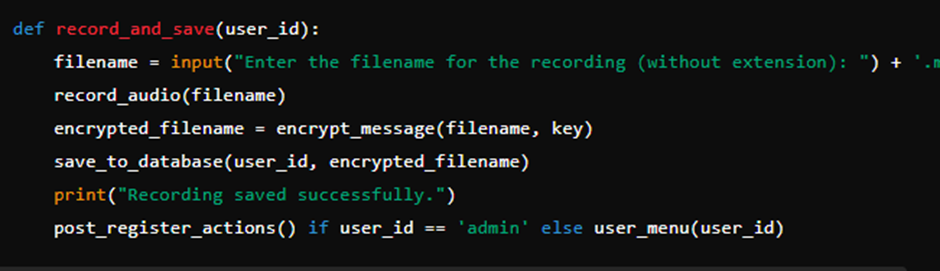 def record_and_save(user_id):
    filename = input("Enter the filename for the recording (without extension): ") + '.m
    record_audio(filename)
    encrypted_filename = encrypt_message(filename, key)
    save_to_database(user_id, encrypted_filename)
    print("Recording saved successfully.")
    post_register_actions() if user_id == 'admin' else user_menu(user_id)